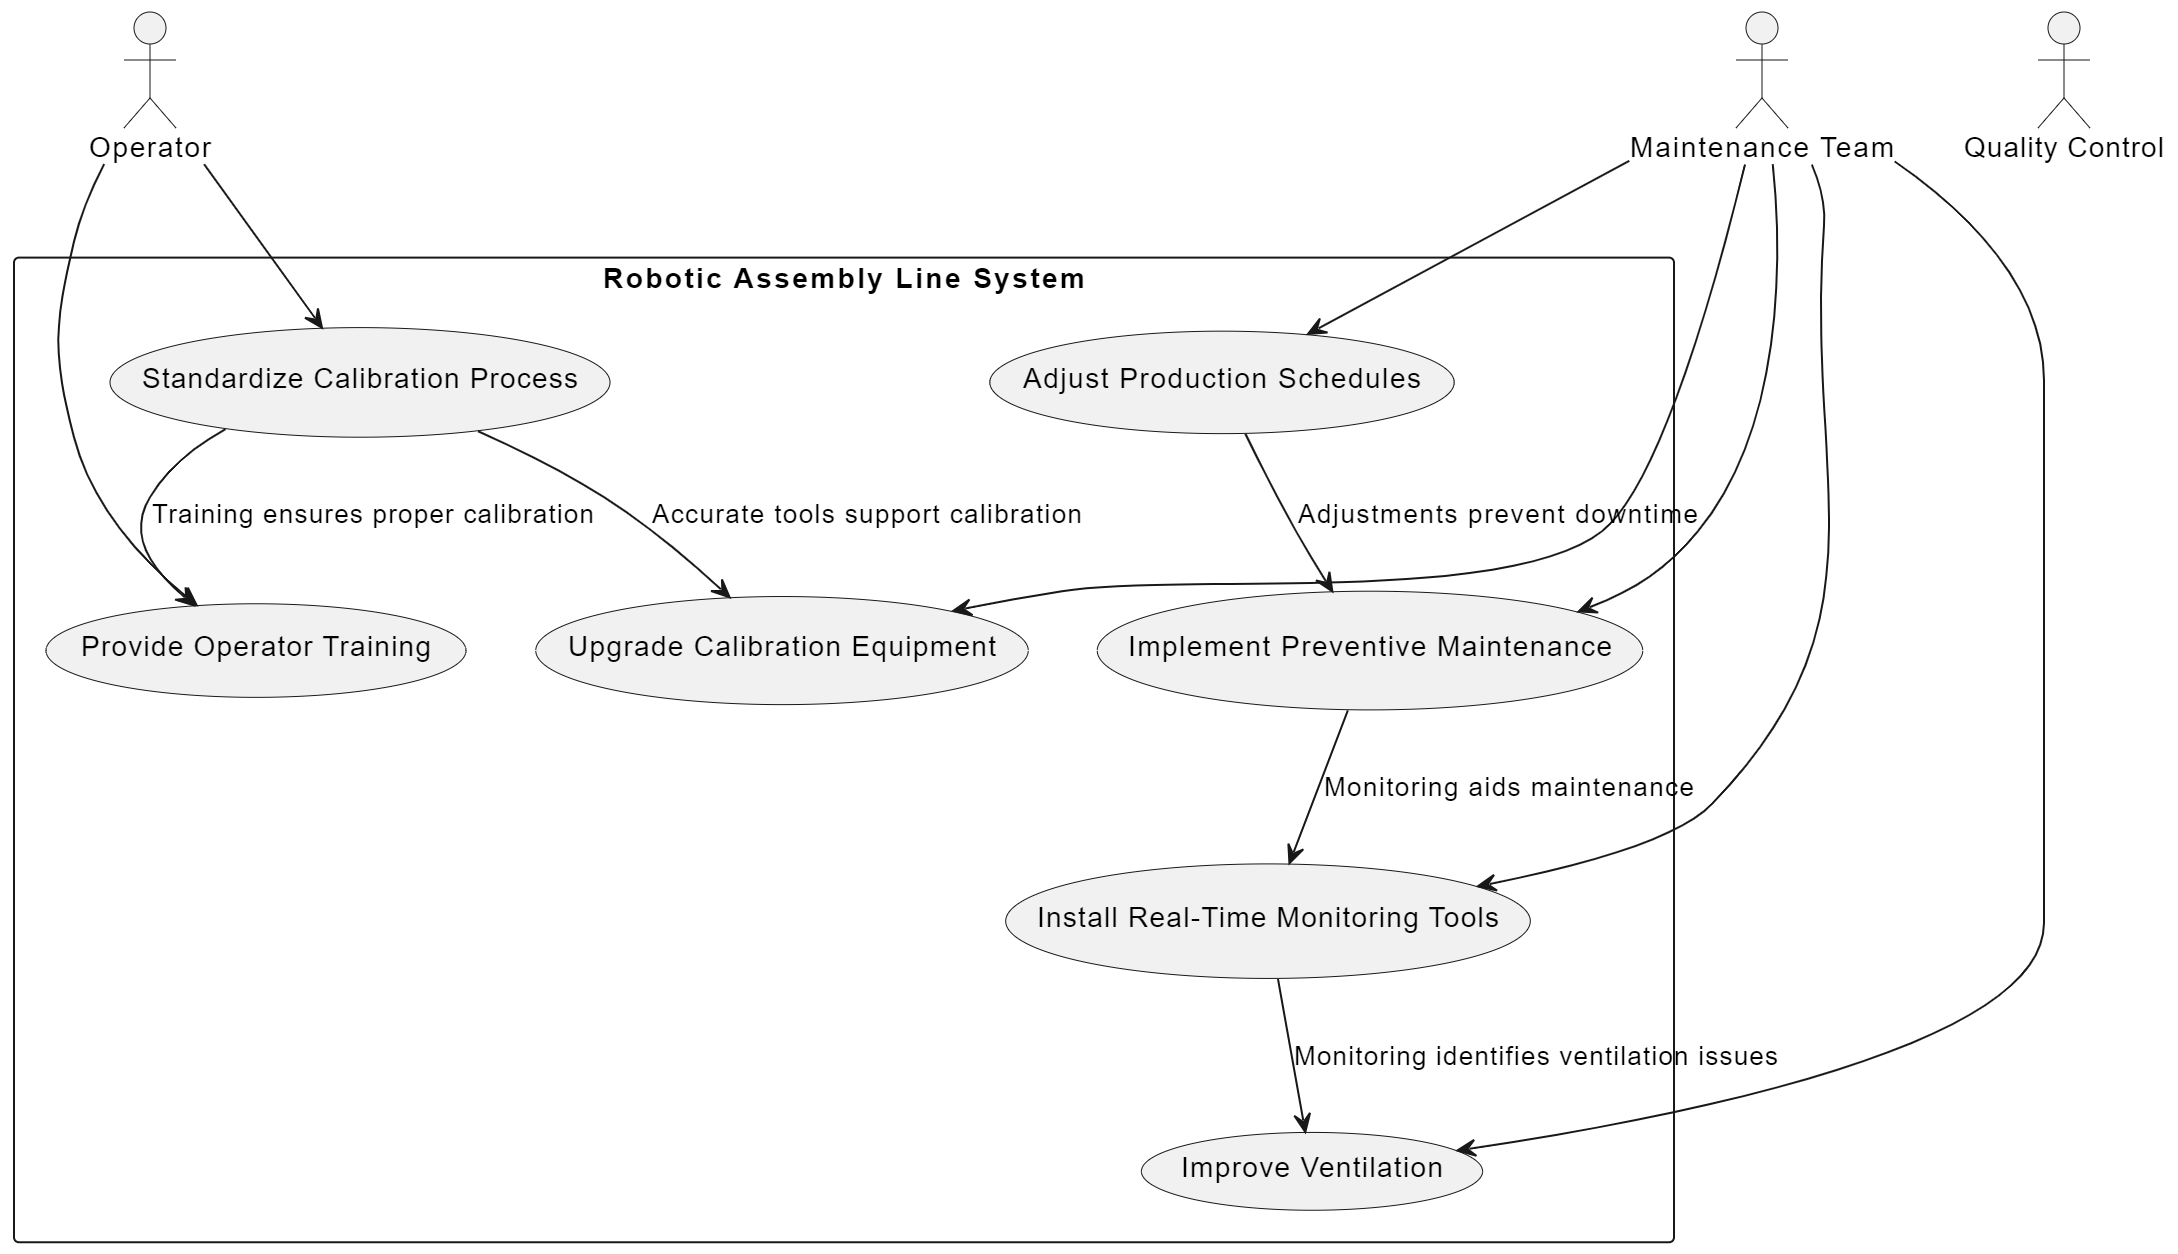 Operator
Maintenance Team
Quality Control
Robotic Assembly Line System
Standardize Calibration Process
Adjust Production Schedules
Training ensures proper calibration
Accurate tools support calibration
Adjustments prevent downtime
Provide Operator Training
Upgrade Calibration Equipment
Implement Preventive Maintenance
Monitoring aids maintenance
Install Real-Time Monitoring Tools
Monitoring identifies ventilation issues
Improve Ventilation